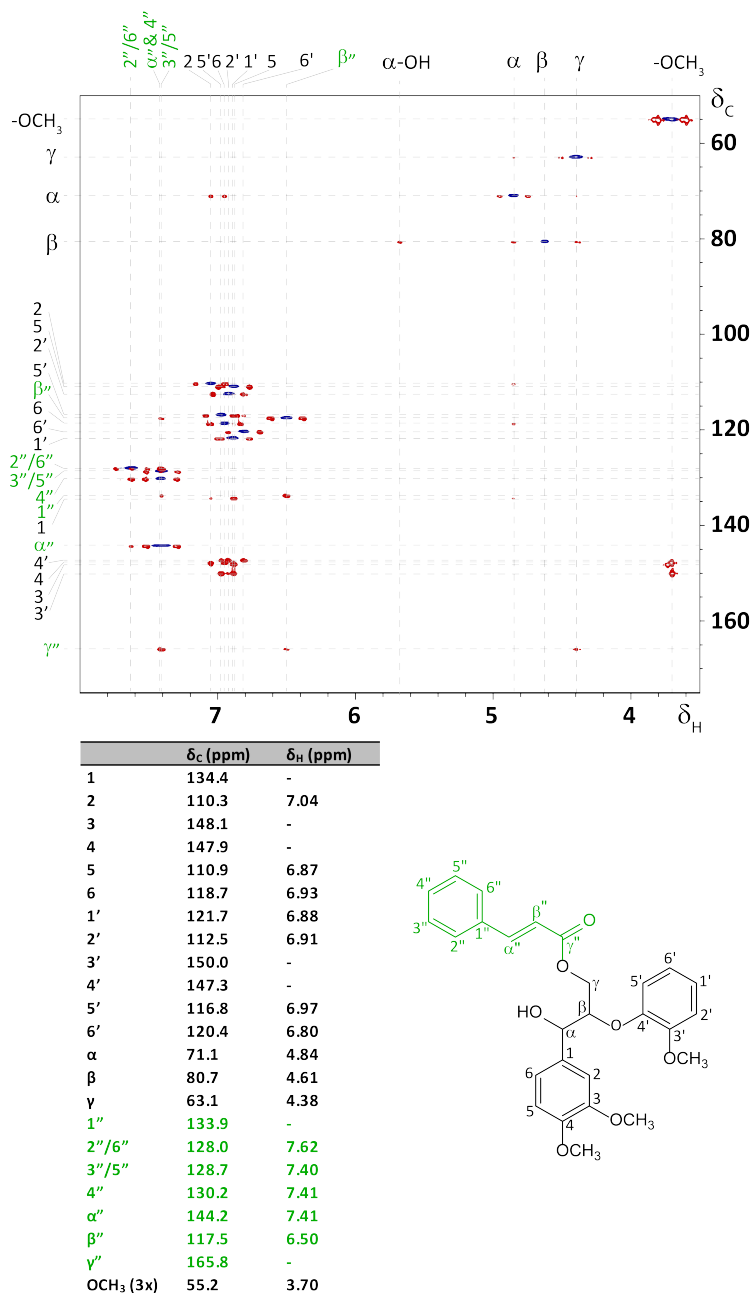 2"/6"
α"& 4"
3"/5"
2 5'6 2' 1' 5 6' β" α-OH α β γ -OCH3
δC
-OCH3
γ
α
β
2
5
2'
5'
β"
6
6'
1'
2"/6"
3"/5"
4"
1"
1
α"
4'
4
3
3'
γ"
60
80
100
120
140
160
7 6 5 4 δH
δC (ppm) δH (ppm)
1 134.4 -
2 110.3 7.04
3 148.1 -
4 147.9 -
5 110.9 6.87
6 118.7 6.93
1' 121.7 6.88
2' 112.5 6.91
3' 150.0 -
4' 147.3 -
5' 116.8 6.97
6' 120.4 6.80
α 71.1 4.84
β 80.7 4.61
γ 63.1 4.38
1" 133.9 -
2"/6" 128.0 7.62
3"/5" 128.7 7.40
4" 130.2 7.41
α" 144.2 7.41
β" 117.5 6.50
γ" 165.8 -
OCH3 (3x) 55.2 3.70
5"
4" 6"
3" 1" β" O
2" α" γ"
O γ 5' 6' 1'
HO β
α O 4' 3' 2'
1 OCH3
6 2
5 3
4 OCH3
OCH3